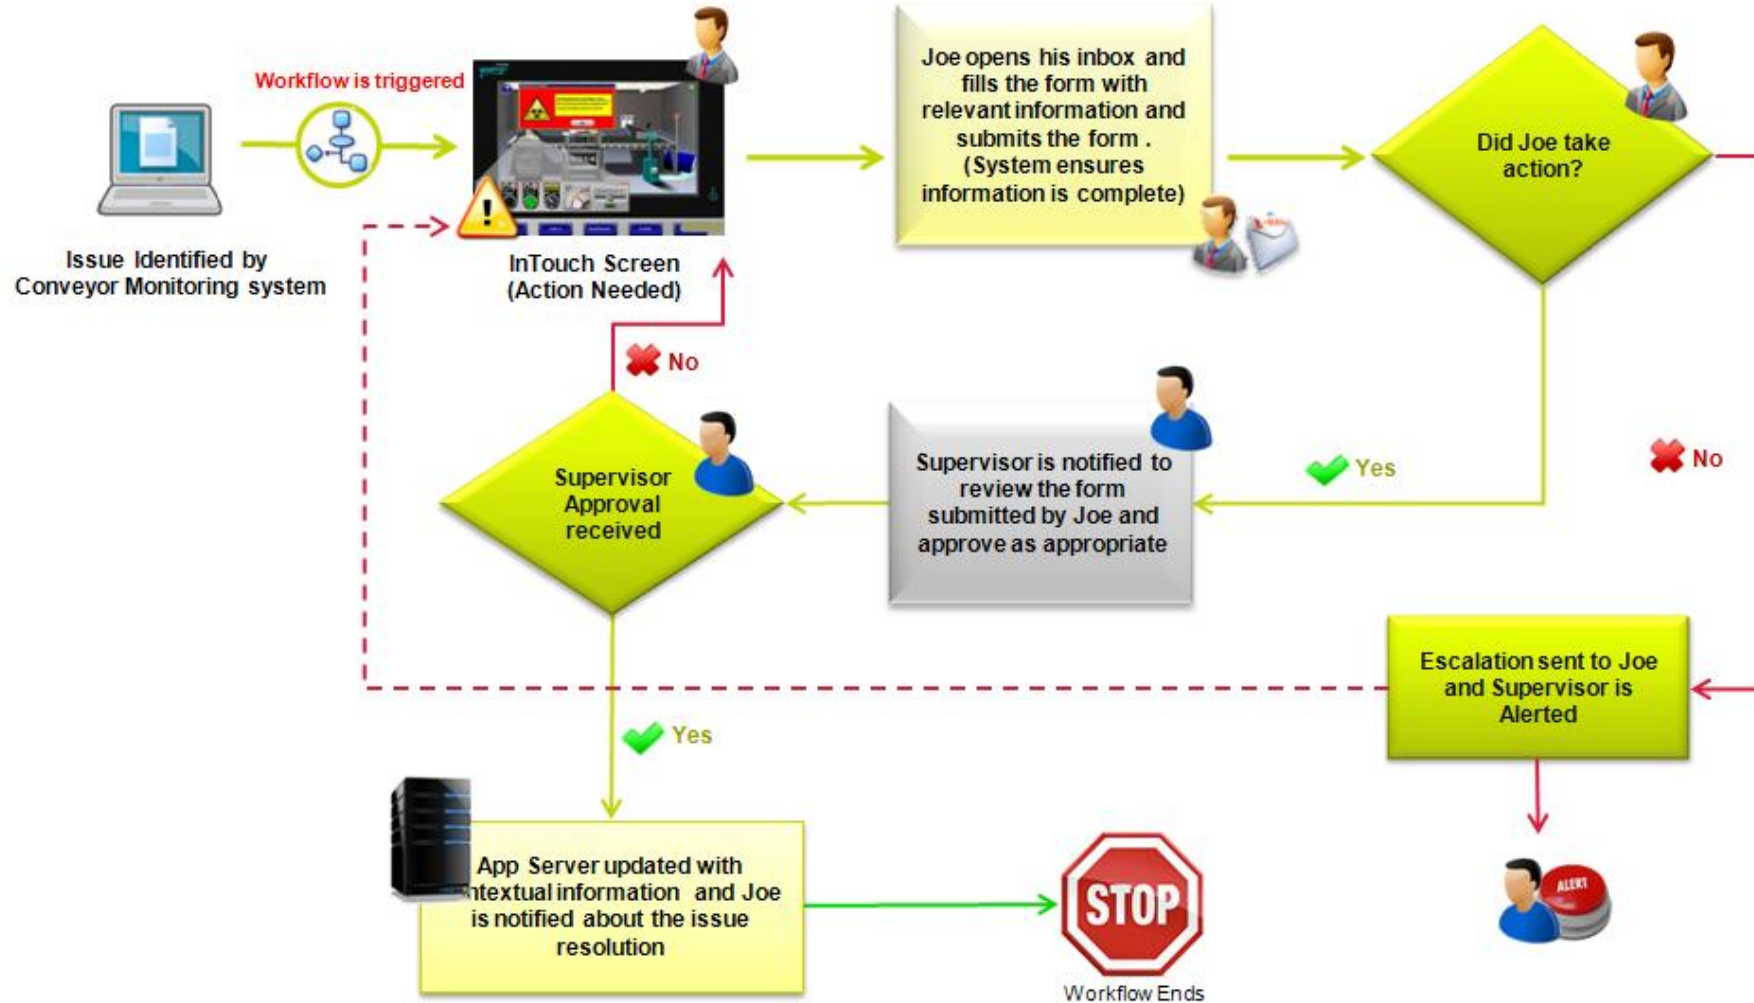 Workflow is triggered
Issue Identified by
Conveyor Monitoring system
InTouch Screen
(Action Needed)
Joe opens his inbox and
fills the form with
relevant information and
submits the form .
(System ensures
information is complete)
Did Joe take
action?
No
Yes
Supervisor is notified to
review the form
submitted by Joe and
approve as appropriate
Supervisor
Approval
received
No
Escalation sent to Joe
and Supervisor is
Alerted
Yes
App Server updated with
ntextual information and Joe
is notified about the issue
resolution
STOP
Workflow Ends
ALERT